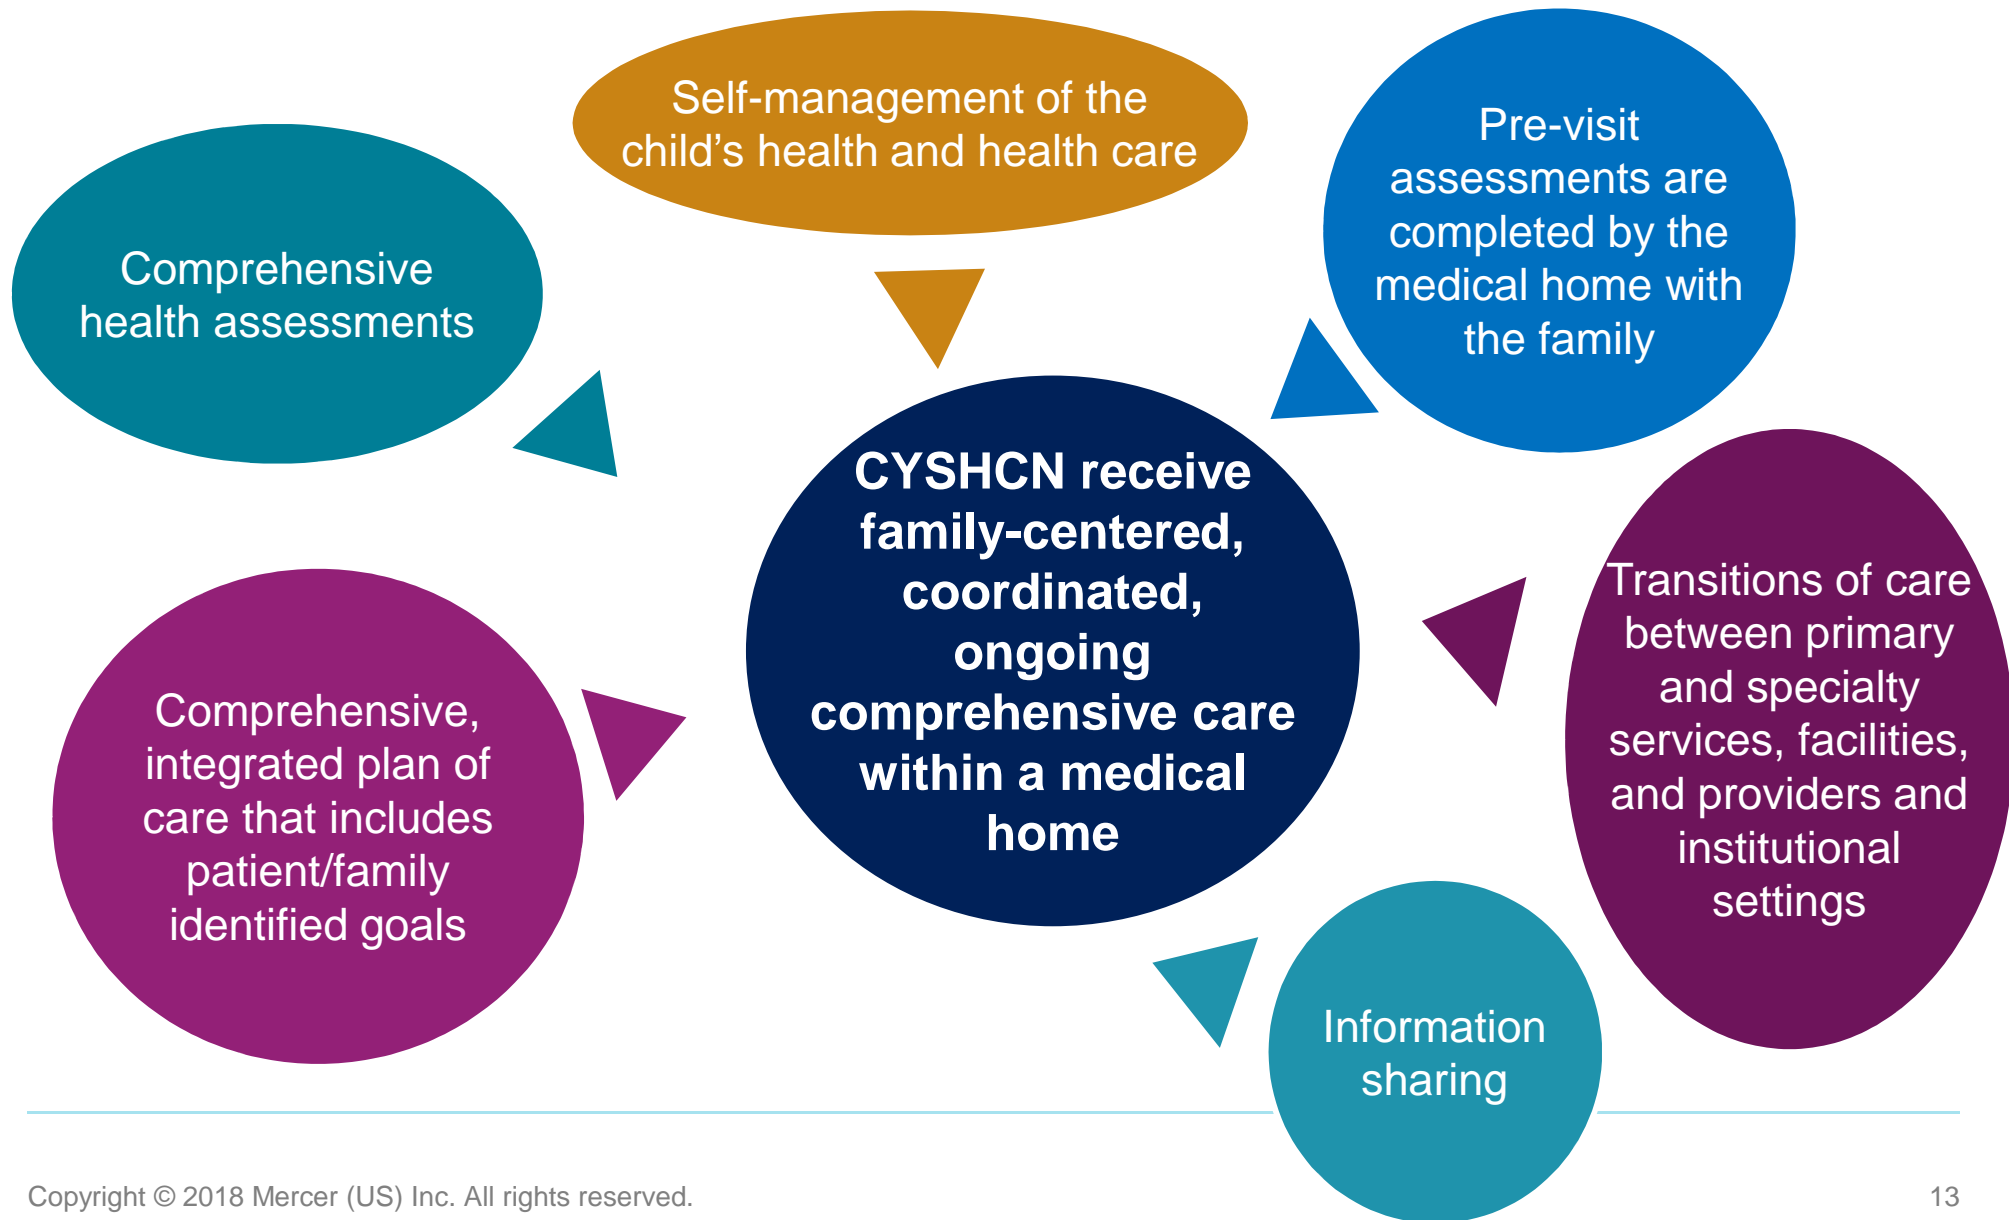 Self-management of the
child's health and health care
Pre-visit
assessments are
completed by the
medical home with
the family
Comprehensive
health assessments
CYSHCN receive
family-centered,
coordinated,
ongoing
comprehensive care
within a medical
home
Transitions of care
between primary
and specialty
services, facilities,
and providers and
institutional
settings
Comprehensive,
integrated plan of
care that includes
patient/family
identified goals
Information
sharing
Copyright © 2018 Mercer (US) Inc. All rights reserved.
13